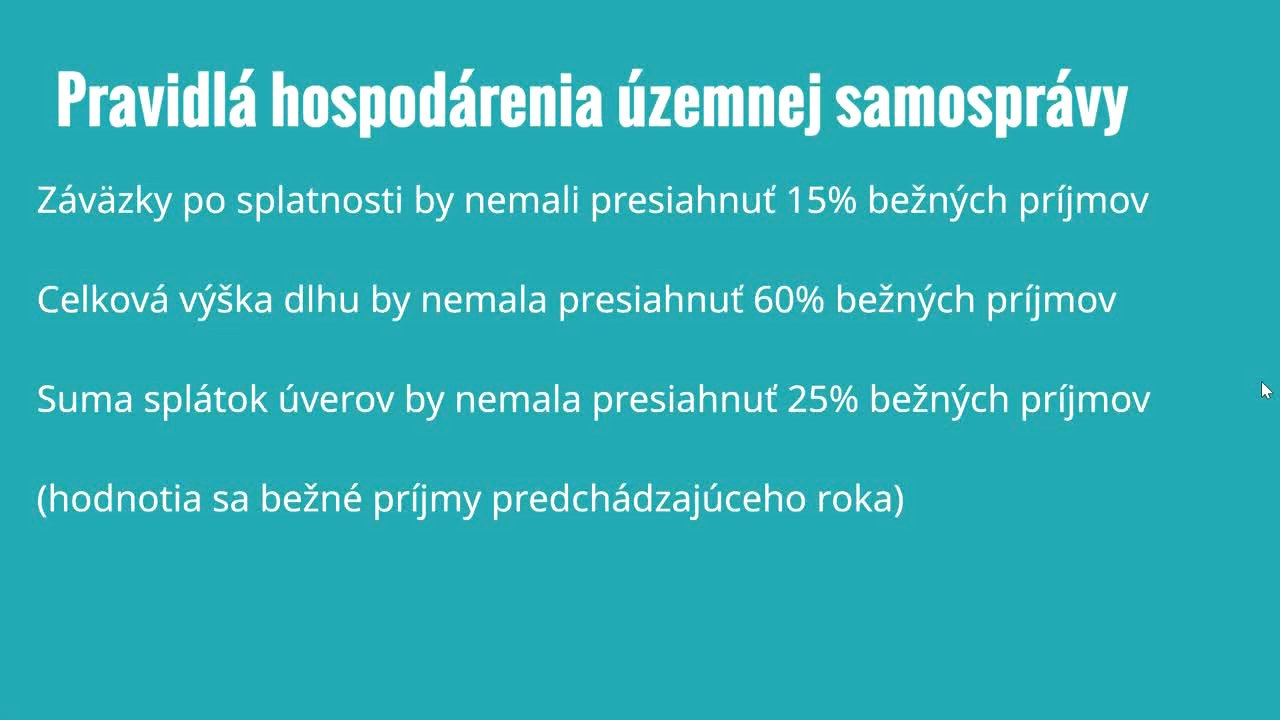 Pravidlá hospodárenia územnej samosprávy
Záväzky po splatnosti by nemali presiahnuť 15% bežných príjmov
Celková výška dlhu by nemala presiahnuť 60% bežných príjmov
Suma splátok úverov by nemala presiahnuť 25% bežných príjmov
(hodnotia sa bežné príjmy predchádzajúceho roka)